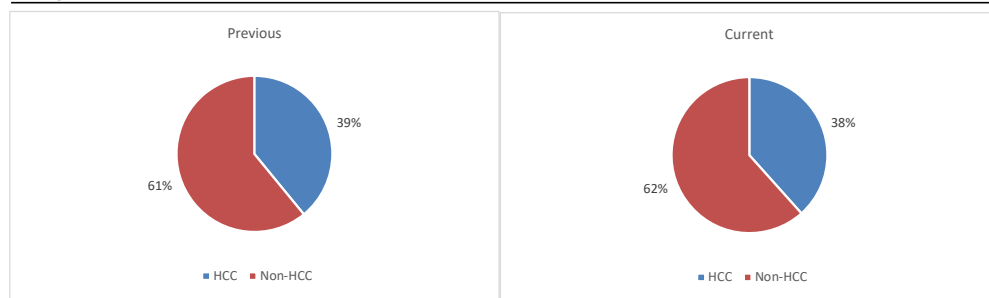 Previous
39%
61%
HCC Non-HCC
Current
38%
62%
HCC Non-HCC